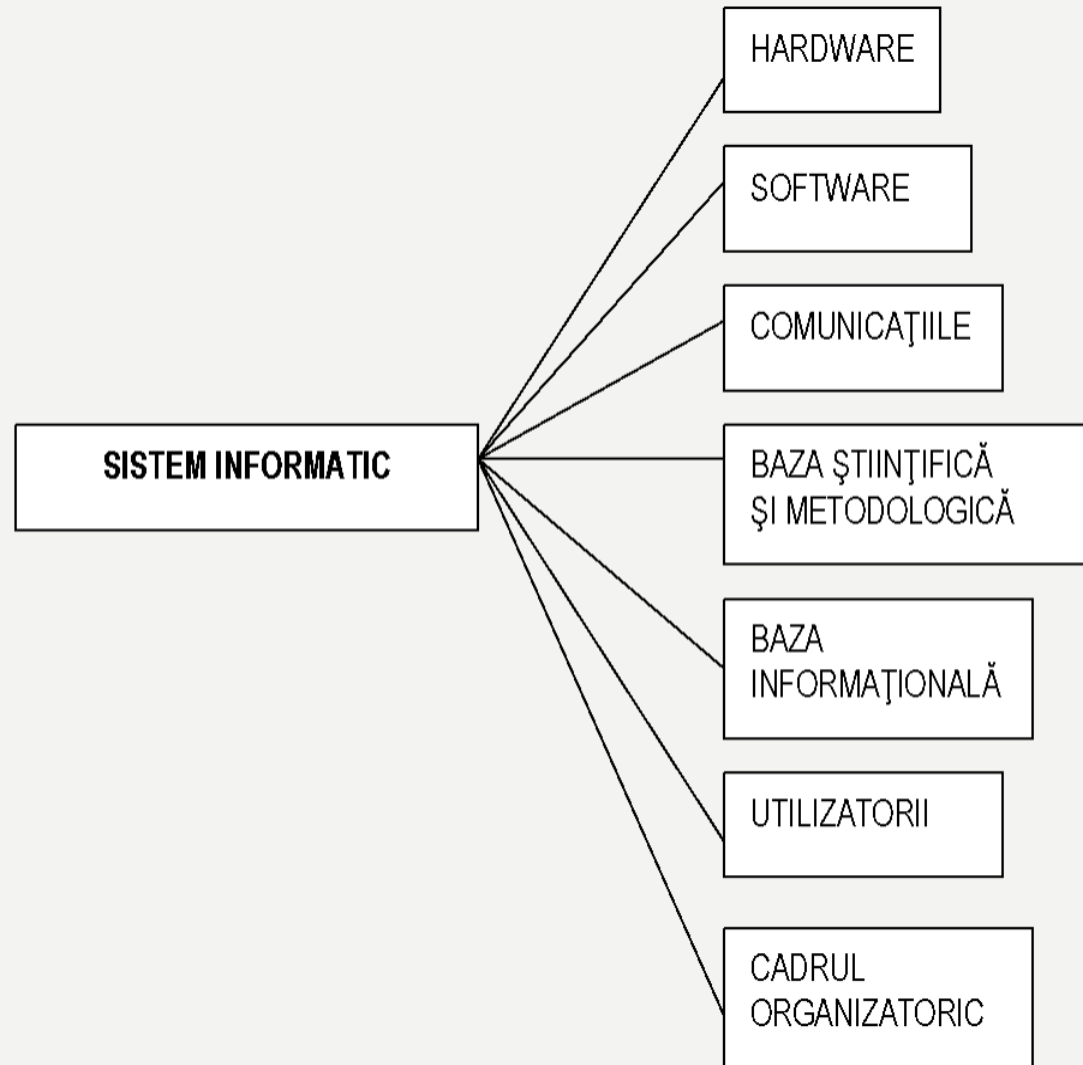 HARDWARE
SOFTWARE
COMUNICAŢIILE
SISTEM INFORMATIC
BAZA ŞTIINŢIFICĂ
ŞI METODOLOGICĂ
BAZA
INFORMAŢIONALĂ
UTILIZATORII
CADRUL
ORGANIZATORIC